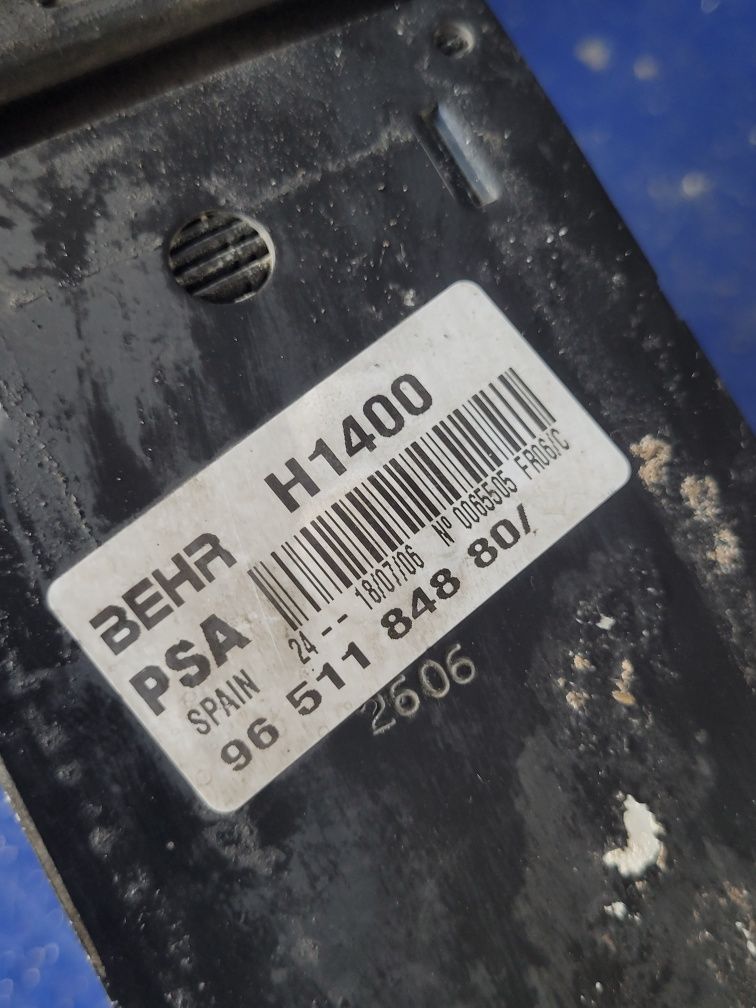 BEHR H1400
PSA
SPAIN 24 -- 18/07/06 Nº 0065505 FR06/C
96 511 848 80/
2606